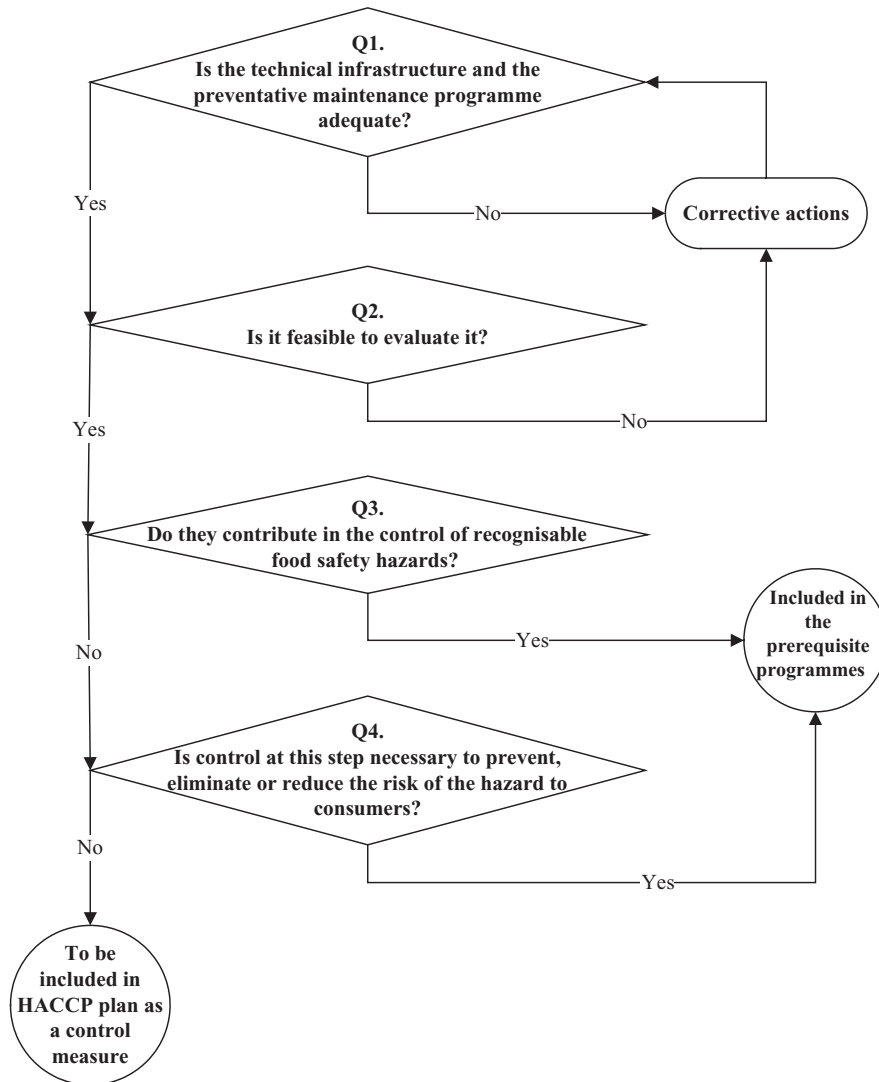 Q1.
Is the technical infrastructure and the
preventative maintenance programme
adequate?
Yes
No
Corrective actions
Q2.
Is it feasible to evaluate it?
No
Yes
Q3.
Do they contribute in the control of recognisable
food safety hazards?
Included in
the
prerequisite
programmes
Yes
No
Q4.
Is control at this step necessary to prevent,
eliminate or reduce the risk of the hazard to
consumers?
No
Yes
To be
included in
HACCP plan as
a control
measure